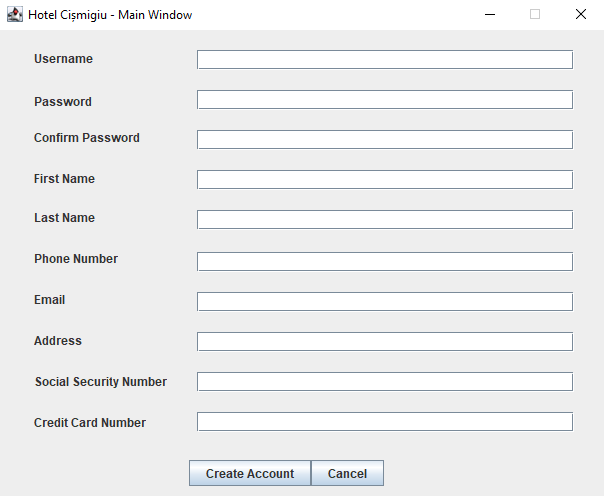 Hotel Cișmigiu - Main Window
Username
Password
Confirm Password
First Name
Last Name
Phone Number
Email
Address
Social Security Number
Credit Card Number
Create Account Cancel